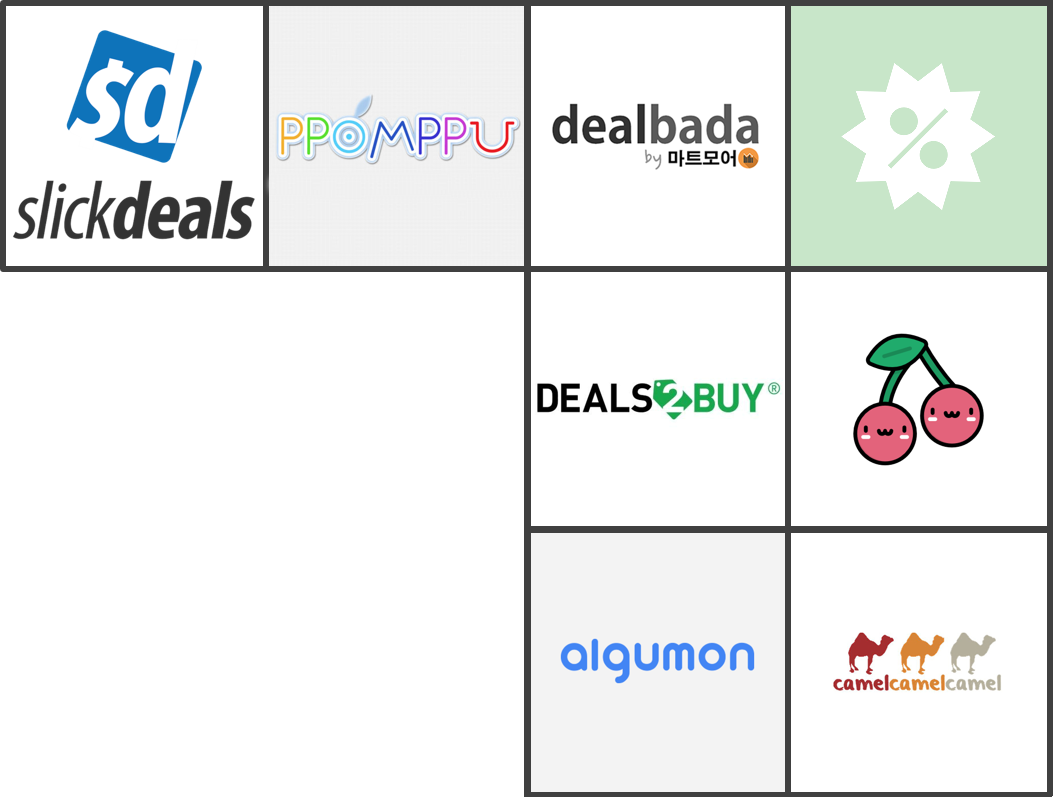 sd
slickdeals
PPOMPPU
dealbada
by 마트모어
%
DEALS2BUY®
algumon
camelcamelcamel